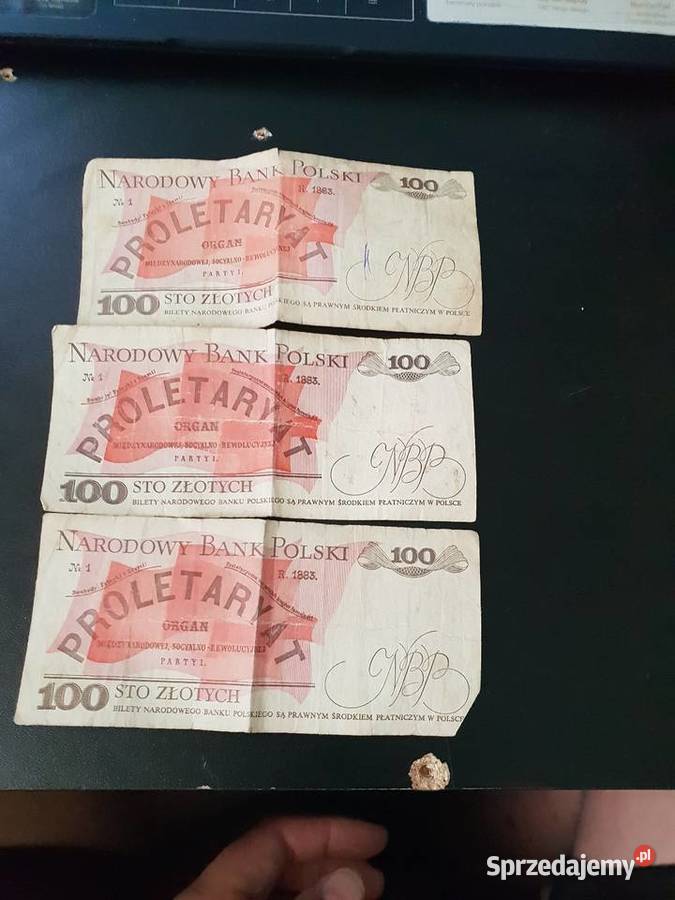 NARODOWY BANK POLSKI
100
№ 1
R. 1883.
PROLETARYAT
ORGAN
MIĘDZYNARODOWEJ, SOCYALNO-REWOLUCYJNEJ
PARTYI.
NBP
100 STO ZŁOTYCH
BILETY NARODOWEGO BANKU POLSKIEGO SĄ PRAWNYM ŚRODKIEM PŁATNICZYM W POLSCE
NARODOWY BANK POLSKI
100
№ 1
R. 1883.
PROLETARYAT
ORGAN
MIĘDZYNARODOWEJ, SOCYALNO-REWOLUCYJNEJ
PARTYI.
NBP
100 STO ZŁOTYCH
BILETY NARODOWEGO BANKU POLSKIEGO SĄ PRAWNYM ŚRODKIEM PŁATNICZYM W POLSCE
NARODOWY BANK POLSKI
100
№ 1
R. 1883.
PROLETARYAT
ORGAN
MIĘDZYNARODOWEJ, SOCYALNO-REWOLUCYJNEJ
PARTYI.
NBP
100 STO ZŁOTYCH
BILETY NARODOWEGO BANKU POLSKIEGO SĄ PRAWNYM ŚRODKIEM PŁATNICZYM W POLSCE
Sprzedajemy.pl